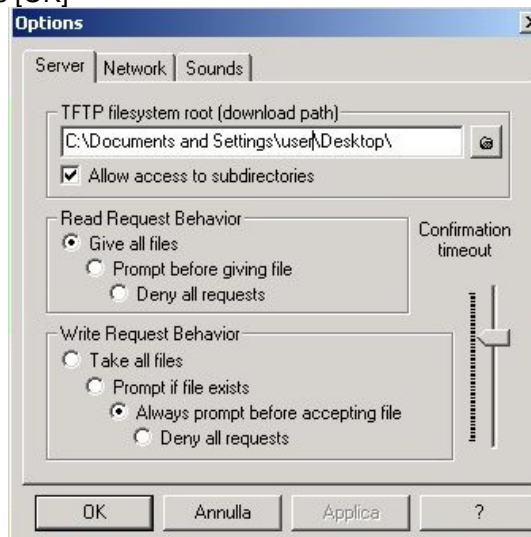 [OK]
Options
Server Network Sounds
TFTP filesystem root (download path)
C:\Documents and Settings\user\Desktop\
Allow access to subdirectories
Read Request Behavior
Give all files
Prompt before giving file
Deny all requests
Confirmation
timeout
Write Request Behavior
Take all files
Prompt if file exists
Always prompt before accepting file
Deny all requests
OK Annulla Applica ?